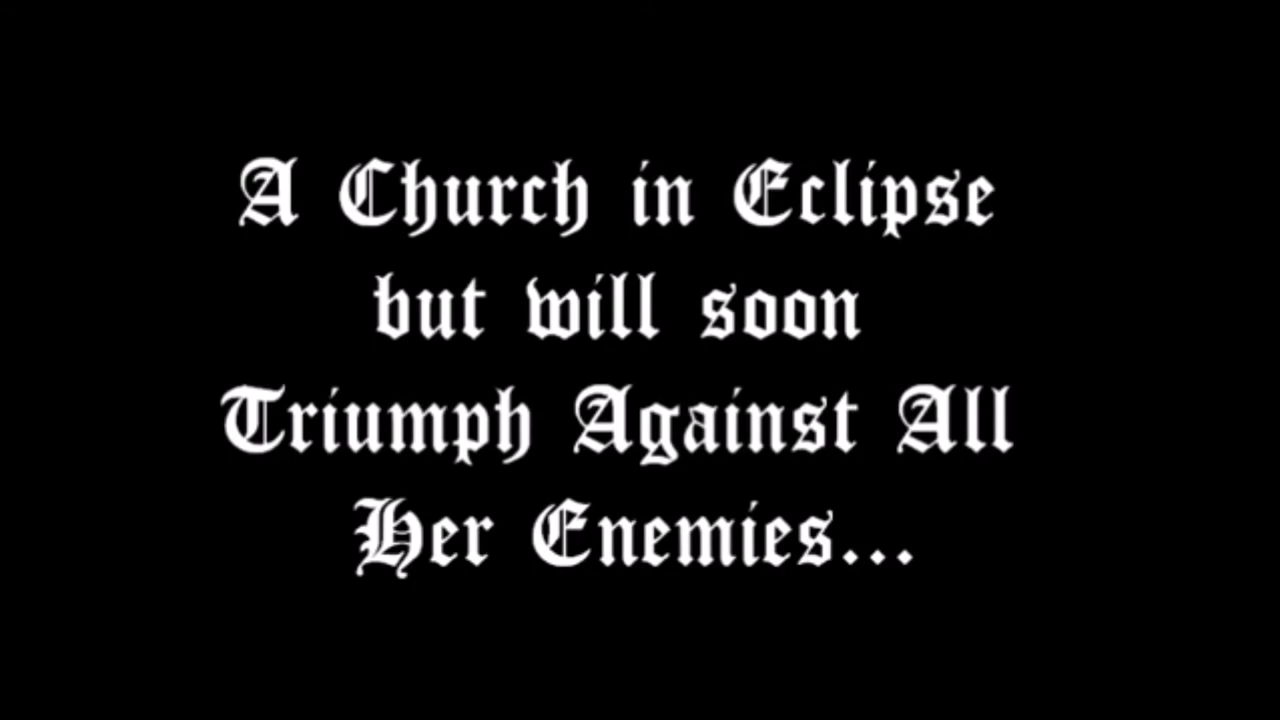 A Church in Eclipse
but will soon
Triumph Against All
Her Enemies...